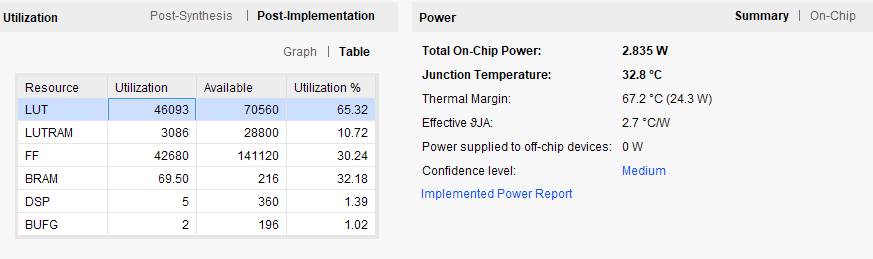 Utilization Post-Synthesis | Post-Implementation
Graph | Table
Resource Utilization Available Utilization %
LUT 46093 70560 65.32
LUTRAM 3086 28800 10.72
FF 42680 141120 30.24
BRAM 69.50 216 32.18
DSP 5 360 1.39
BUFG 2 196 1.02
Power Summary | On-Chip
Total On-Chip Power: 2.835 W
Junction Temperature: 32.8 °C
Thermal Margin: 67.2 °C (24.3 W)
Effective ϑJA: 2.7 °C/W
Power supplied to off-chip devices: 0 W
Confidence level: Medium
Implemented Power Report